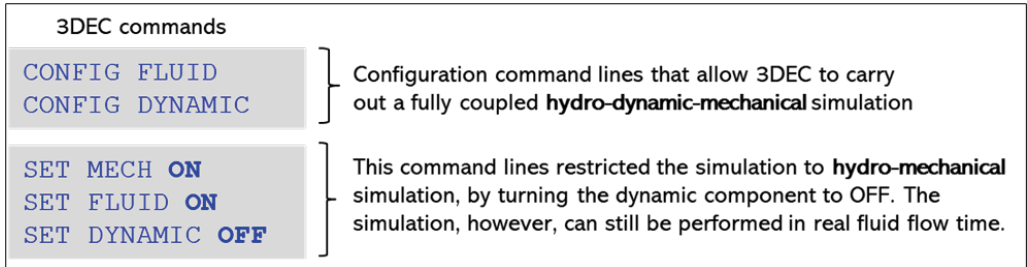 3DEC commands
CONFIG FLUID
CONFIG DYNAMIC
Configuration command lines that allow 3DEC to carry
out a fully coupled hydro-dynamic-mechanical simulation
SET MECH ON
SET FLUID ON
SET DYNAMIC OFF
This command lines restricted the simulation to hydro-mechanical
simulation, by turning the dynamic component to OFF. The
simulation, however, can still be performed in real fluid flow time.